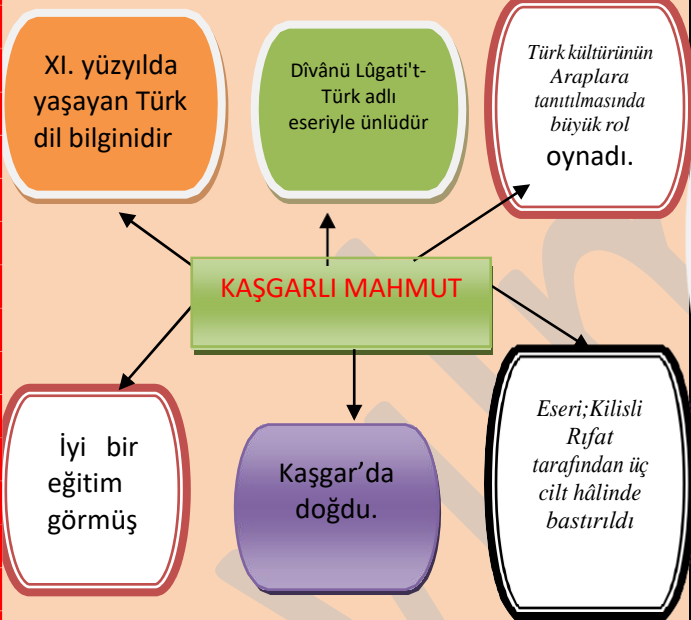 XI. yüzyılda
yaşayan Türk
dil bilginidir
Dîvânü Lûgati't-
Türk adlı
eseriyle ünlüdür
Türk kültürünün
Araplara
tanıtılmasında
büyük rol
oynadı.
KAŞGARLI MAHMUT
İyi bir
eğitim
görmüş
Kaşgar’da
doğdu.
Eseri;Kilisli
Rıfat
tarafından üç
cilt hâlinde
bastırıldı